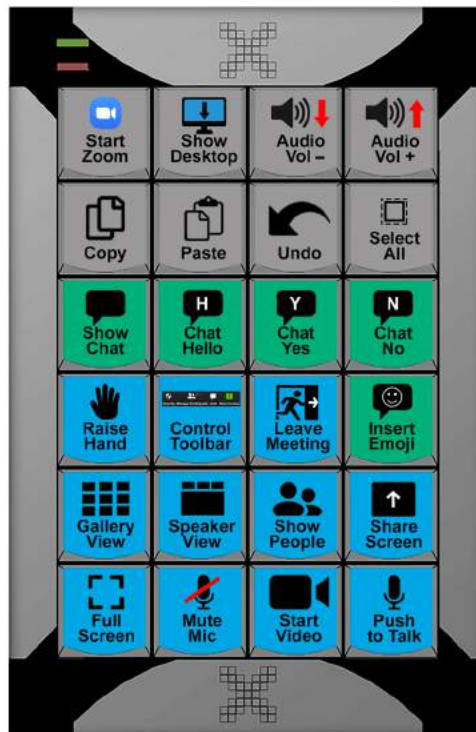 Start
Zoom
Show
Desktop
Audio
Vol –
Audio
Vol +
Copy
Paste
Undo
Select
All
Show
Chat
H
Chat
Hello
Y
Chat
Yes
N
Chat
No
Raise
Hand
Control
Toolbar
Leave
Meeting
Insert
Emoji
Gallery
View
Speaker
View
Show
People
Share
Screen
Full
Screen
Mute
Mic
Start
Video
Push
to Talk